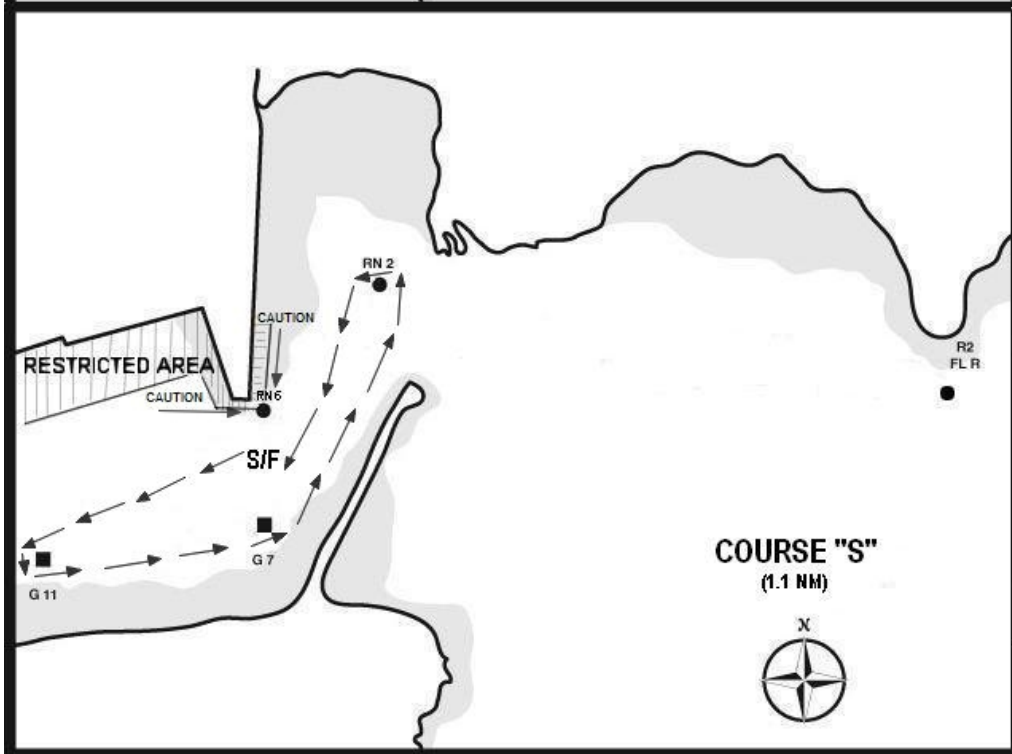 RN 2
CAUTION
R2
FL R
RESTRICTED AREA
CAUTION
RN6
S/F
G 7
G 11
COURSE "S"
(1.1 NM)
N